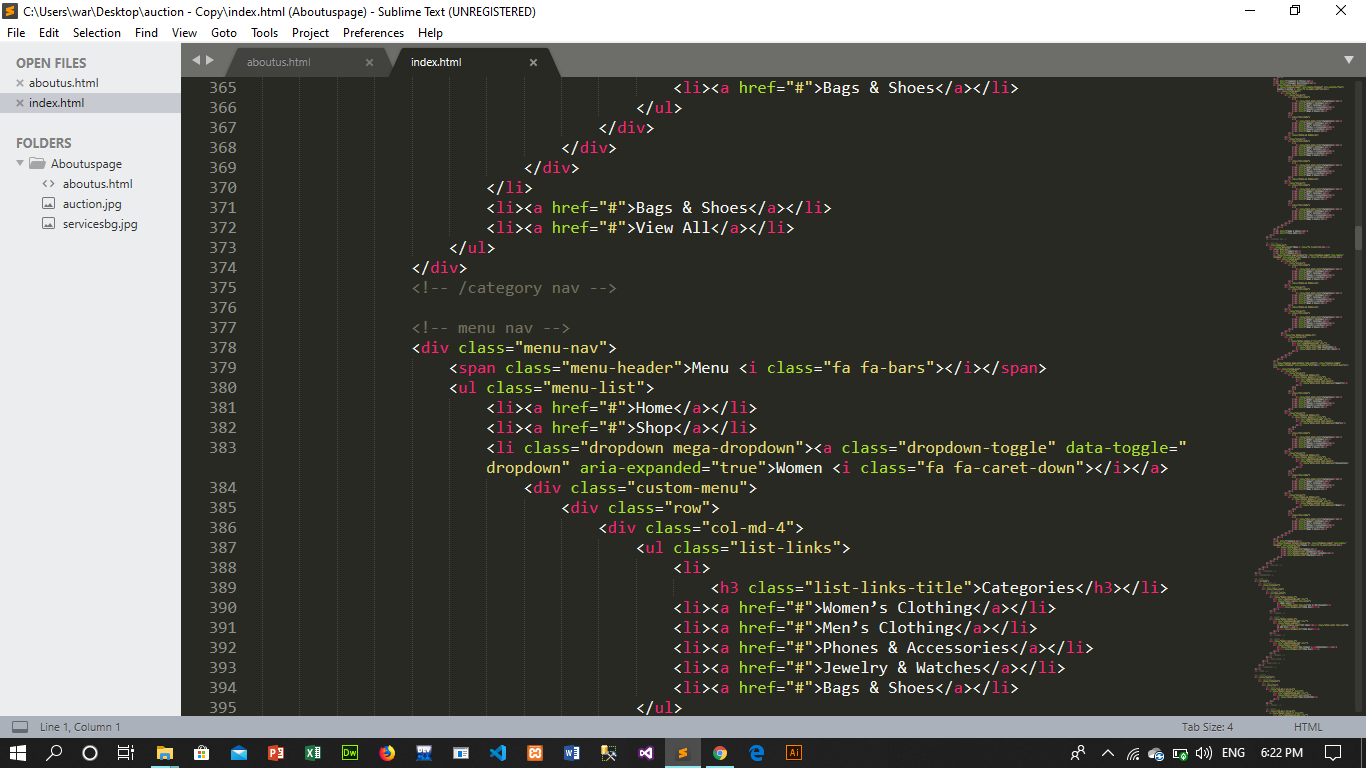 C:\Users\war\Desktop\auction - Copy\index.html (Aboutuspage) - Sublime Text (UNREGISTERED)
File Edit Selection Find View Goto Tools Project Preferences Help
OPEN FILES
aboutus.html
index.html
FOLDERS
Aboutuspage
aboutus.html
auction.jpg
servicesbg.jpg
aboutus.html index.html
365 <li><a href="#">Bags & Shoes</a></li>
366 </ul>
367 </div>
368 </div>
369 </div>
370 </li>
371 <li><a href="#">Bags & Shoes</a></li>
372 <li><a href="#">View All</a></li>
373 </ul>
374 </div>
375 <!-- /category nav -->
376
377 <!-- menu nav -->
378 <div class="menu-nav">
379 <span class="menu-header">Menu <i class="fa fa-bars"></i></span>
380 <ul class="menu-list">
381 <li><a href="#">Home</a></li>
382 <li><a href="#">Shop</a></li>
383 <li class="dropdown mega-dropdown"><a class="dropdown-toggle" data-toggle="
dropdown" aria-expanded="true">Women <i class="fa fa-caret-down"></i></a>
384 <div class="custom-menu">
385 <div class="row">
386 <div class="col-md-4">
387 <ul class="list-links">
388 <li>
389 <h3 class="list-links-title">Categories</h3></li>
390 <li><a href="#">Women’s Clothing</a></li>
391 <li><a href="#">Men’s Clothing</a></li>
392 <li><a href="#">Phones & Accessories</a></li>
393 <li><a href="#">Jewelry & Watches</a></li>
394 <li><a href="#">Bags & Shoes</a></li>
395 </ul>
Line 1, Column 1 Tab Size: 4 HTML
ENG 6:22 PM